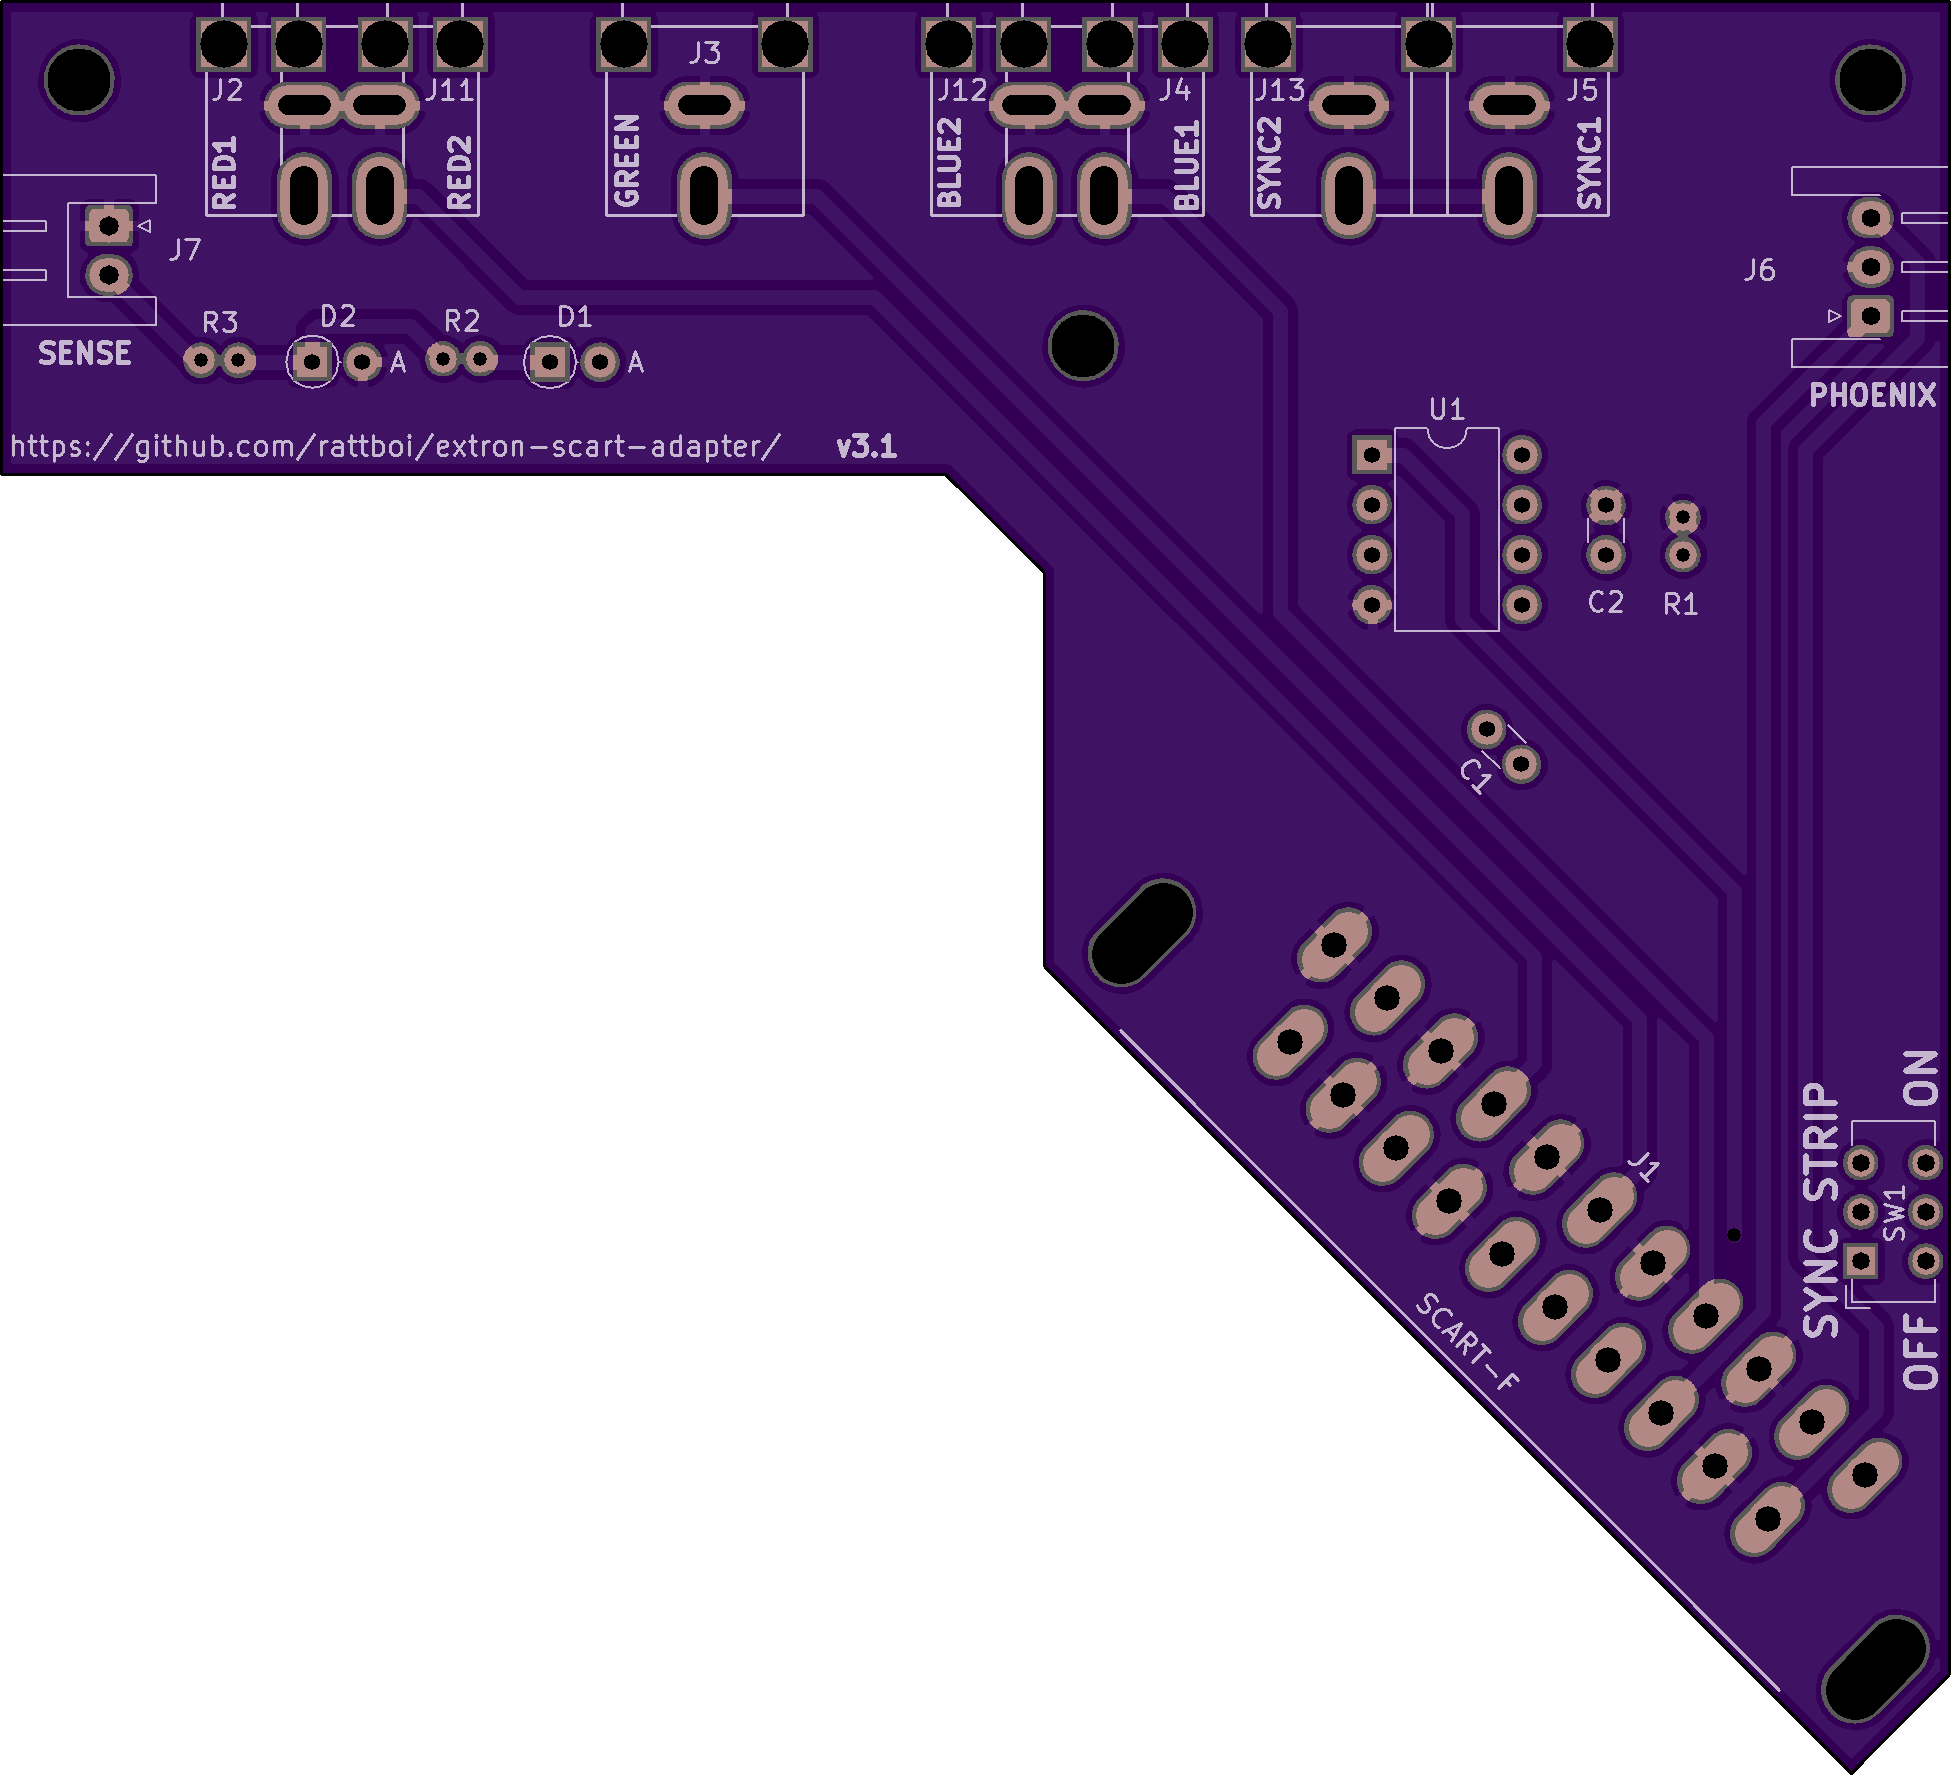 J2
J11
J3
J12
J4
J13
J5
RED1
RED2
GREEN
BLUE2
BLUE1
SYNC2
SYNC1
J7
J6
R3
D2
R2
D1
SENSE
A
A
PHOENIX
U1
https://github.com/rattboi/extron-scart-adapter/
v3.1
C2
R1
C1
ON
SYNC STRIP
J1
SW1
SCART-F
OFF